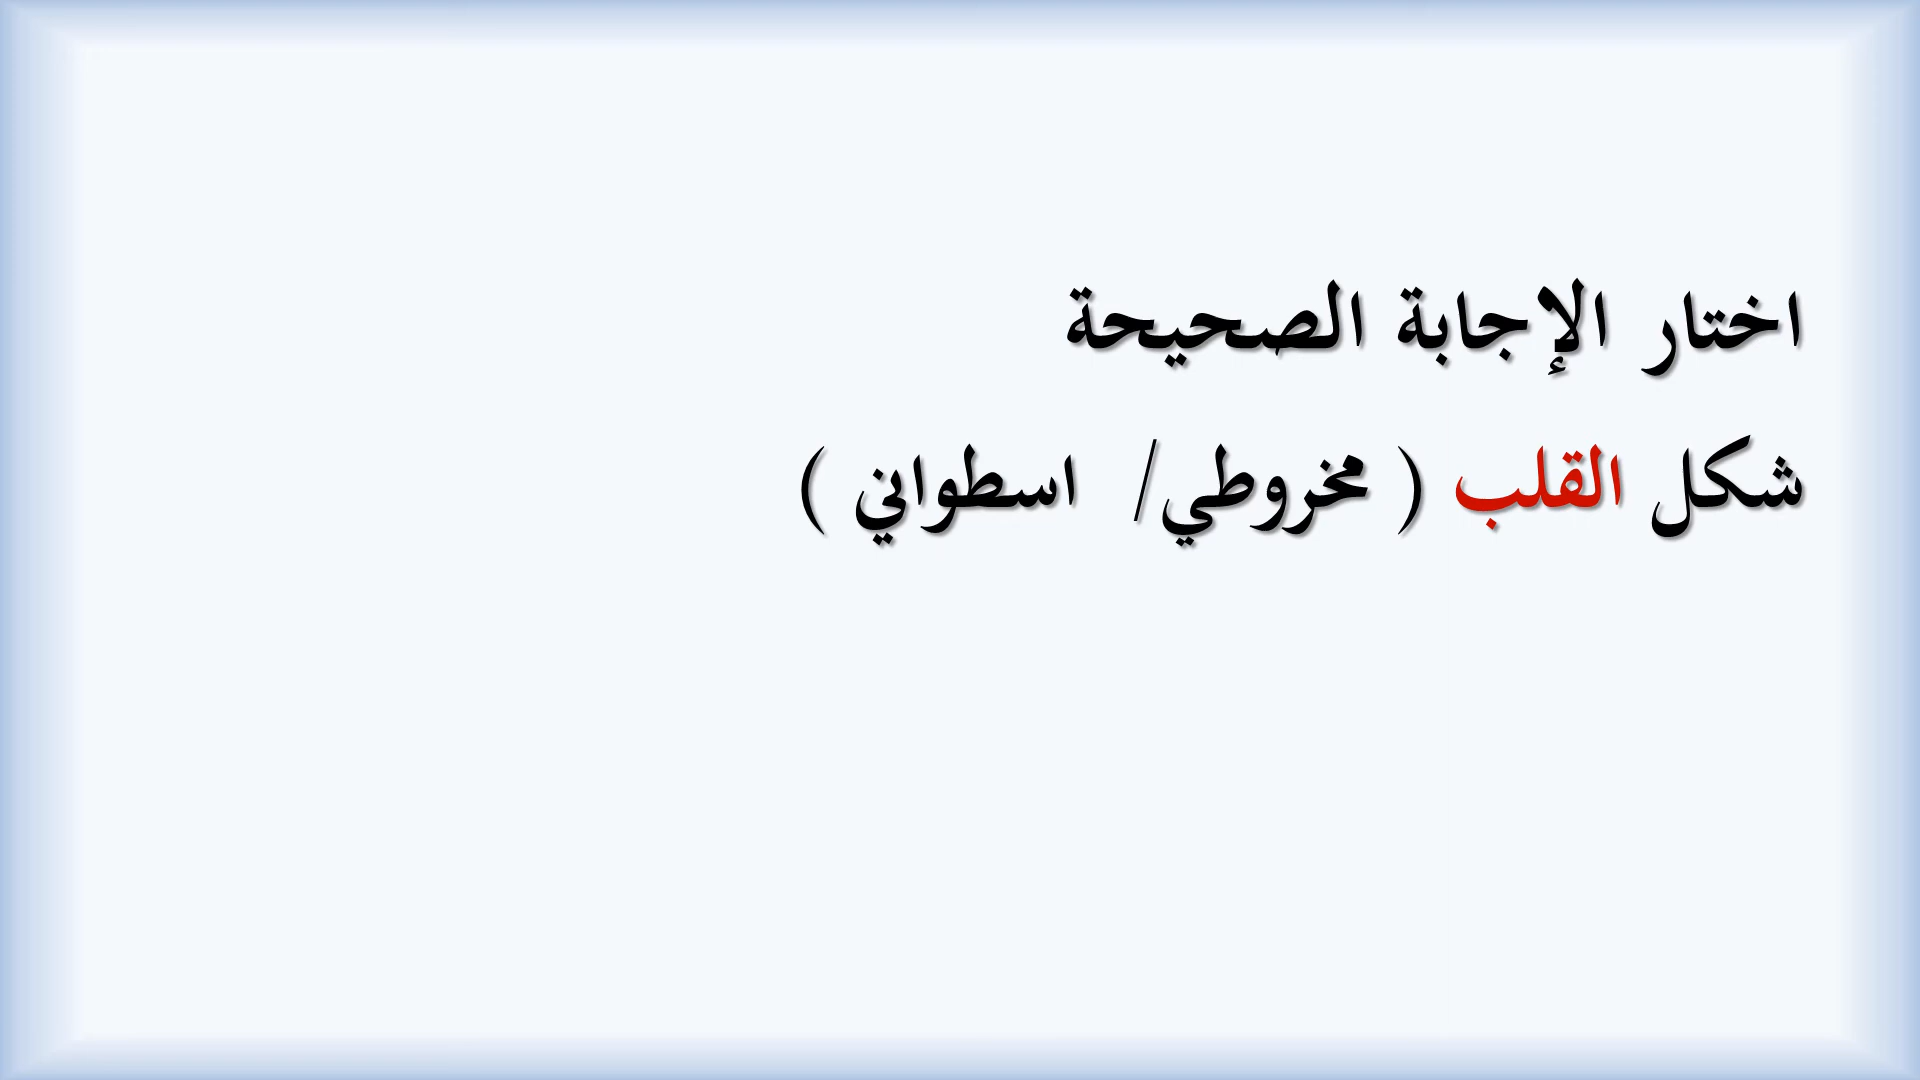 اختار الإجابة الصحيحة
شكل القلب ( مخروطي/ اسطواني )